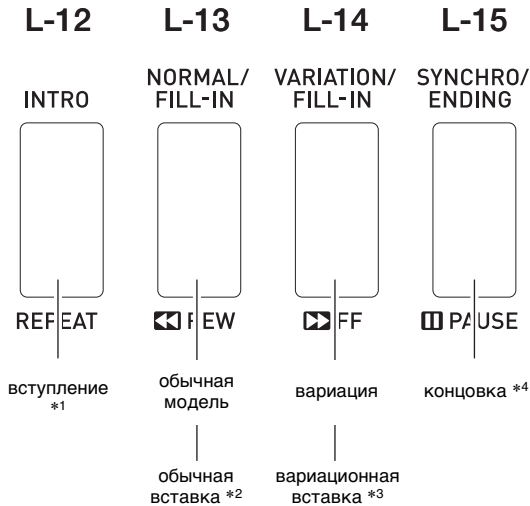 L-12 L-13 L-14 L-15
INTRO
NORMAL/
FILL-IN
VARIATION/
FILL-IN
SYNCHRO/
ENDING
REPEAT
REW
FF
PAUSE
вступление
*1
обычная
модель
вариация
концовка *4
обычная
вставка *2
вариационная
вставка *3